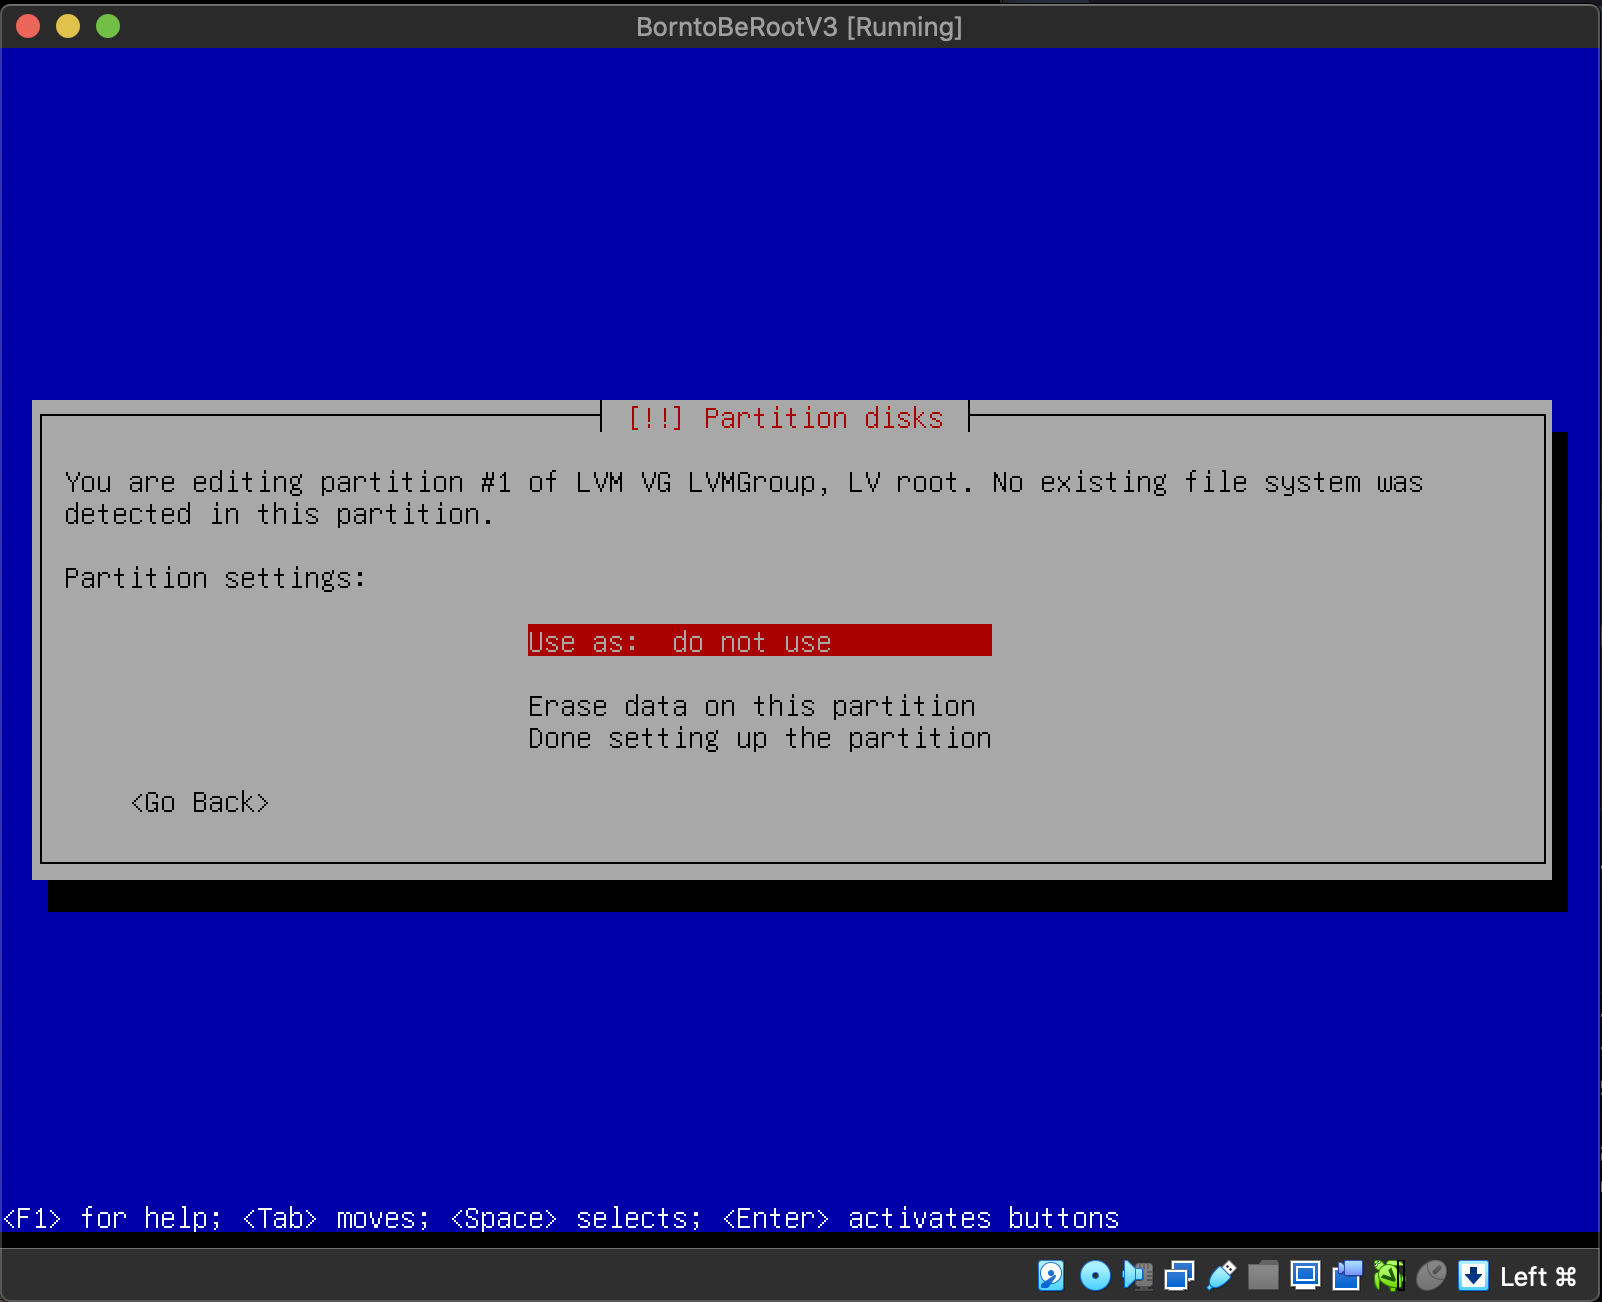 BorntoBeRootV3 [Running]
[!!] Partition disks
You are editing partition #1 of LVM VG LVMGroup, LV root. No existing file system was
detected in this partition.
Partition settings:
Use as: do not use
Erase data on this partition
Done setting up the partition
<Go Back>
<F1> for help; <Tab> moves; <Space> selects; <Enter> activates buttons
Left ⌘